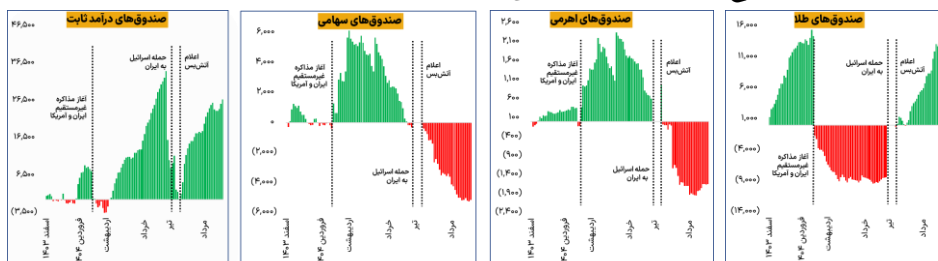 صندوق‌های درآمد ثابت
۴۶,۵۰۰
۳۶,۵۰۰
۲۶,۵۰۰
۱۶,۵۰۰
۶,۵۰۰
(۳,۵۰۰)
آغاز مذاکره
غیرمستقیم
ایران و آمریکا
حمله اسرائیل
به ایران
اعلام
آتش‌بس
اسفند ۱۴۰۳
فروردین ۱۴۰۴
اردیبهشت
خرداد
تیر
مرداد
صندوق‌های سهامی
۶,۰۰۰
۴,۰۰۰
۲,۰۰۰
۰
(۲,۰۰۰)
(۴,۰۰۰)
(۶,۰۰۰)
آغاز مذاکره
غیرمستقیم
ایران و آمریکا
اعلام
آتش‌بس
حمله اسرائیل
به ایران
اسفند ۱۴۰۳
فروردین ۱۴۰۴
اردیبهشت
خرداد
تیر
مرداد
صندوق‌های اهرمی
۲,۶۰۰
۲,۱۰۰
۱,۶۰۰
۱,۱۰۰
۶۰۰
۱۰۰
(۴۰۰)
(۹۰۰)
(۱,۴۰۰)
(۱,۹۰۰)
(۲,۴۰۰)
آغاز مذاکره
غیرمستقیم
ایران و آمریکا
اعلام
آتش‌بس
حمله اسرائیل
به ایران
اسفند ۱۴۰۳
فروردین ۱۴۰۴
اردیبهشت
خرداد
تیر
مرداد
صندوق‌های طلا
۱۶,۰۰۰
۱۱,۰۰۰
۶,۰۰۰
۱,۰۰۰
(۴,۰۰۰)
(۹,۰۰۰)
(۱۴,۰۰۰)
حمله اسرائیل
به ایران
اعلام
آتش‌بس
آغاز مذاکره
غیرمستقیم
ایران و آمریکا
اسفند ۱۴۰۳
فروردین ۱۴۰۴
اردیبهشت
خرداد
تیر
مرداد